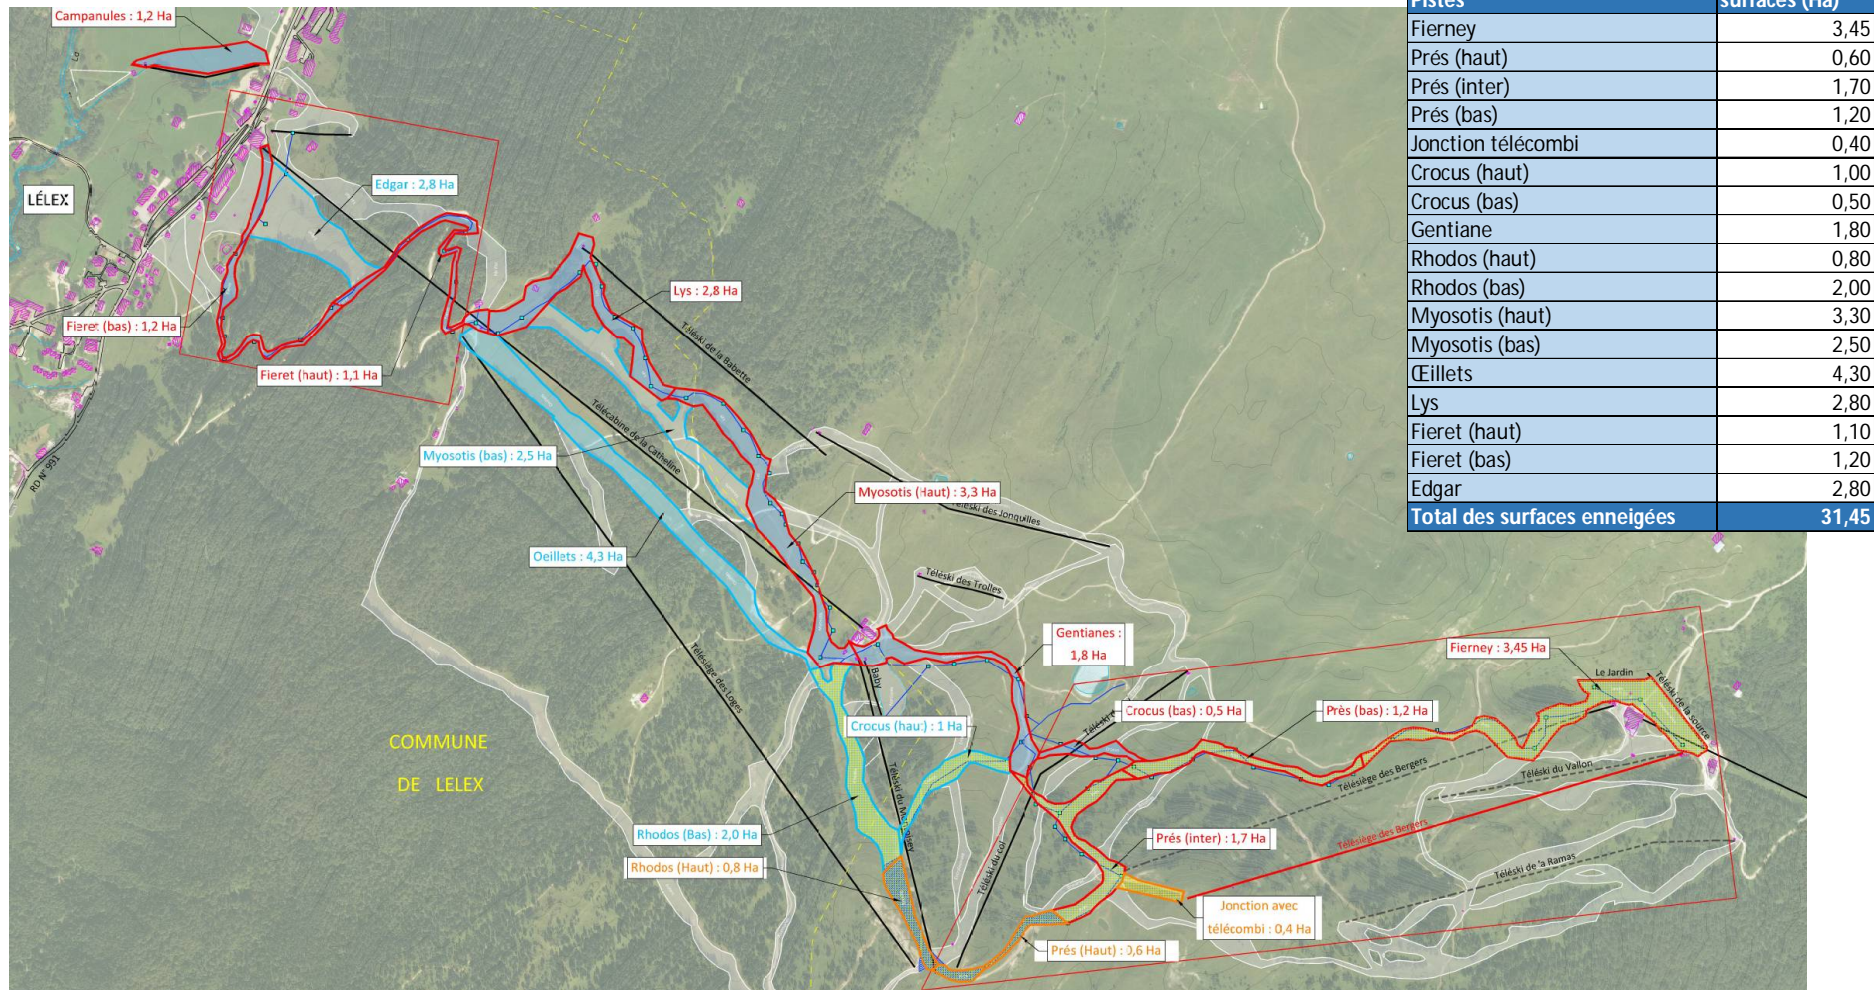 Campanules : 1,2 Ha
LÉLEX
Edgar : 2,8 Ha
Fieret (bas) : 1,2 Ha
Fieret (haut) : 1,1 Ha
RD N° 991
Lys : 2,8 Ha
Téléski de la Babette
Télécabine de la Catheline
Myosotis (bas) : 2,5 Ha
Myosotis (Haut) : 3,3 Ha
Téléski des Jonquilles
Oeillets : 4,3 Ha
Téléski des Trolles
Gentianes :
1,8 Ha
Fierney : 3,45 Ha
Le Jardin
Téléski de la source
Télésiège des Loges
Baby
Crocus (haut) : 1 Ha
Crocus (bas) : 0,5 Ha
Près (bas) : 1,2 Ha
COMMUNE
DE LELEX
Télésiège des Bergers
Téléski du Vallon
Rhodos (Bas) : 2,0 Ha
Télésiège des Bergers
Prés (inter) : 1,7 Ha
Rhodos (Haut) : 0,8 Ha
Téléski du col
Téléski de la Ramas
Jonction avec
télécombi : 0,4 Ha
Prés (Haut) : 0,6 Ha
Pistes surfaces (Ha)
Fierney 3,45
Prés (haut) 0,60
Prés (inter) 1,70
Prés (bas) 1,20
Jonction télécombi 0,40
Crocus (haut) 1,00
Crocus (bas) 0,50
Gentiane 1,80
Rhodos (haut) 0,80
Rhodos (bas) 2,00
Myosotis (haut) 3,30
Myosotis (bas) 2,50
Œillets 4,30
Lys 2,80
Fieret (haut) 1,10
Fieret (bas) 1,20
Edgar 2,80
Total des surfaces enneigées 31,45